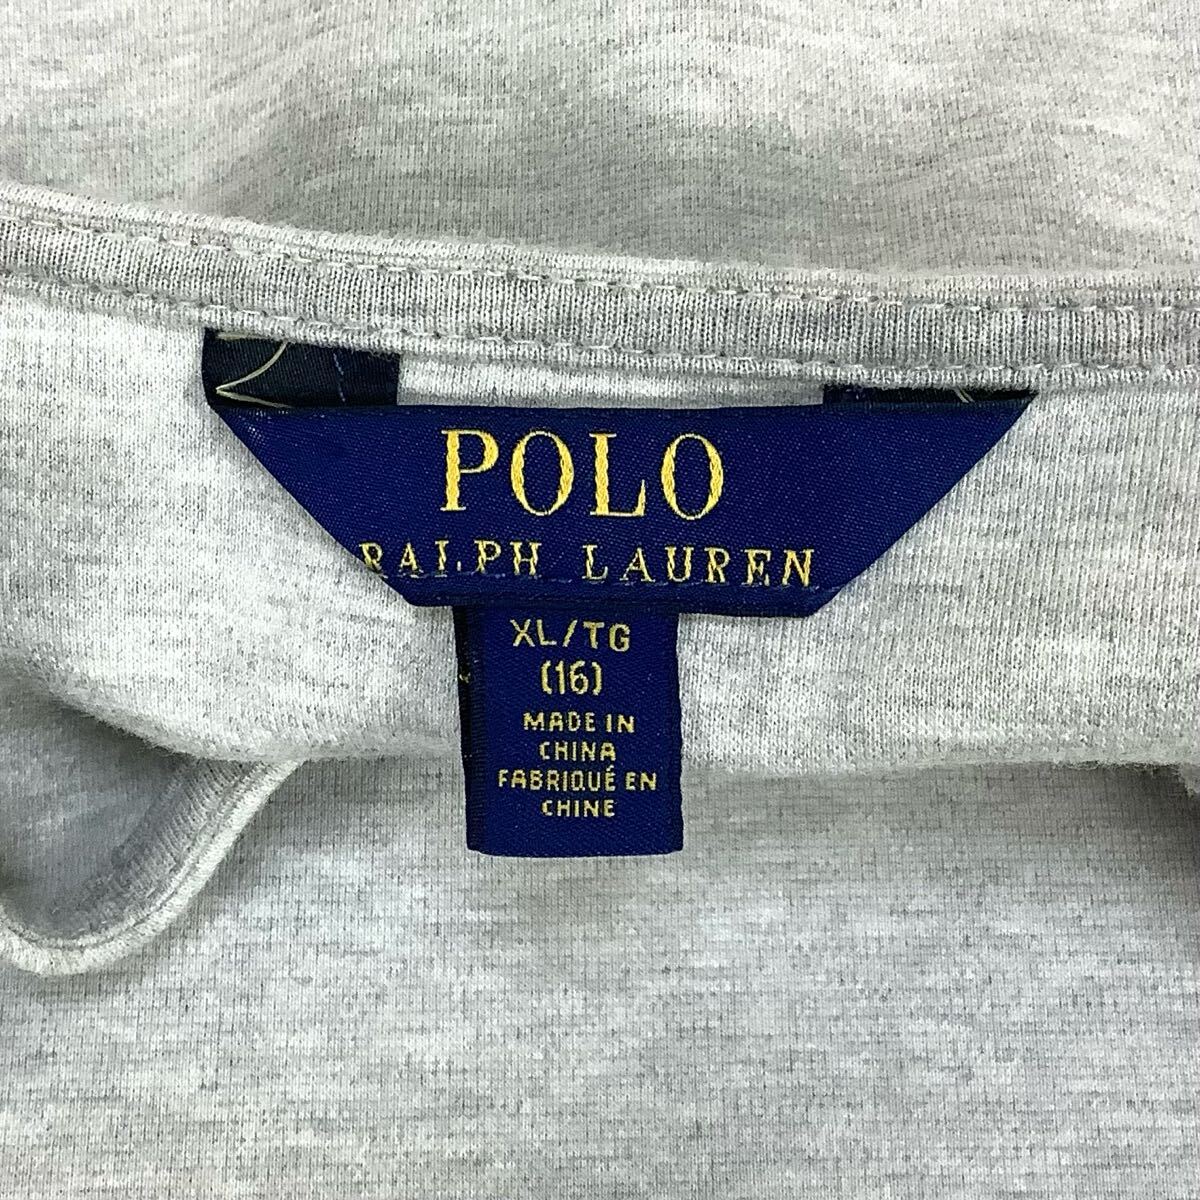 POLO
RALPH LAUREN
XL/TG
(16)
MADE IN
CHINA
FABRIQUÉ EN
CHINE